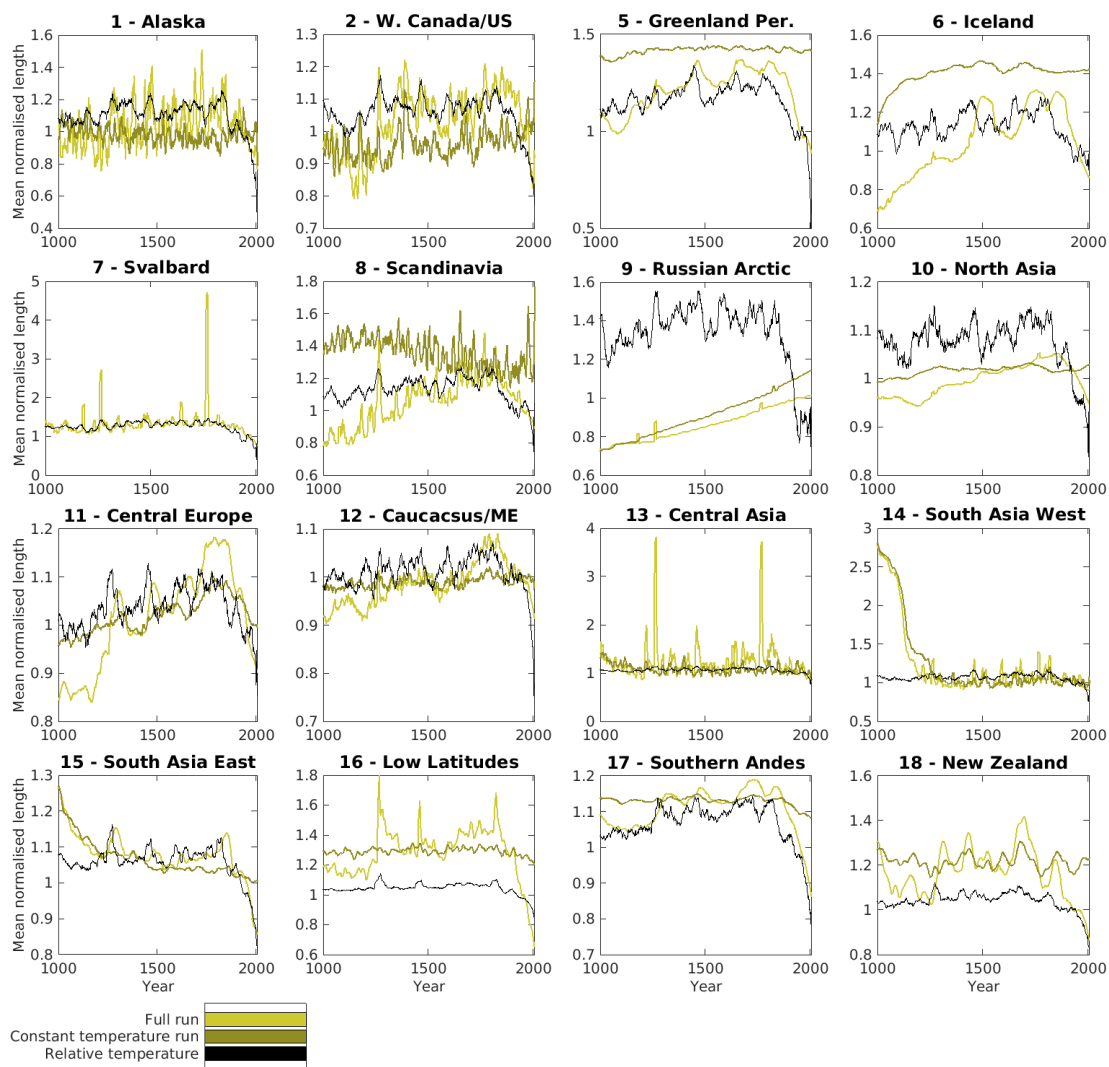 1 - Alaska
2 - W. Canada/US
5 - Greenland Per.
6 - Iceland
Mean normalised length
1.6
1.4
1.2
1
0.8
0.6
0.4
1000 1500 2000
1.3
1.2
1.1
1
0.9
0.8
0.7
1000 1500 2000
1.5
1
0.5
1000 1500 2000
1.6
1.4
1.2
1
0.8
0.6
1000 1500 2000
7 - Svalbard
8 - Scandinavia
9 - Russian Arctic
10 - North Asia
Mean normalised length
5
4
3
2
1
0
1000 1500 2000
1.8
1.6
1.4
1.2
1
0.8
0.6
1000 1500 2000
1.6
1.4
1.2
1
0.8
0.6
1000 1500 2000
1.2
1.1
1
0.9
0.8
1000 1500 2000
11 - Central Europe
12 - Caucacsus/ME
13 - Central Asia
14 - South Asia West
Mean normalised length
1.2
1.1
1
0.9
0.8
1000 1500 2000
1.1
1
0.9
0.8
0.7
1000 1500 2000
4
3
2
1
0
1000 1500 2000
3
2.5
2
1.5
1
0.5
1000 1500 2000
15 - South Asia East
16 - Low Latitudes
17 - Southern Andes
18 - New Zealand
Mean normalised length
1.3
1.2
1.1
1
0.9
0.8
1000 1500 2000
Year
1.8
1.6
1.4
1.2
1
0.8
0.6
1000 1500 2000
Year
1.2
1.1
1
0.9
0.8
0.7
1000 1500 2000
Year
1.6
1.4
1.2
1
0.8
1000 1500 2000
Year
Full run
Constant temperature run
Relative temperature